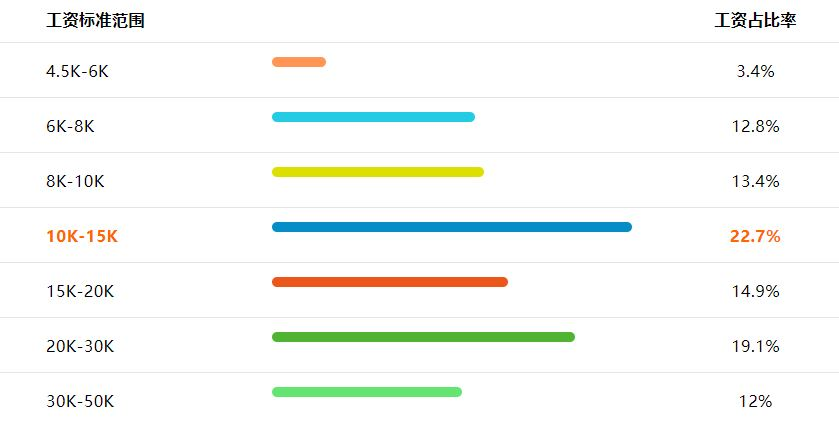 工资标准范围 工资占比率
4.5K-6K 3.4%
6K-8K 12.8%
8K-10K 13.4%
10K-15K 22.7%
15K-20K 14.9%
20K-30K 19.1%
30K-50K 12%